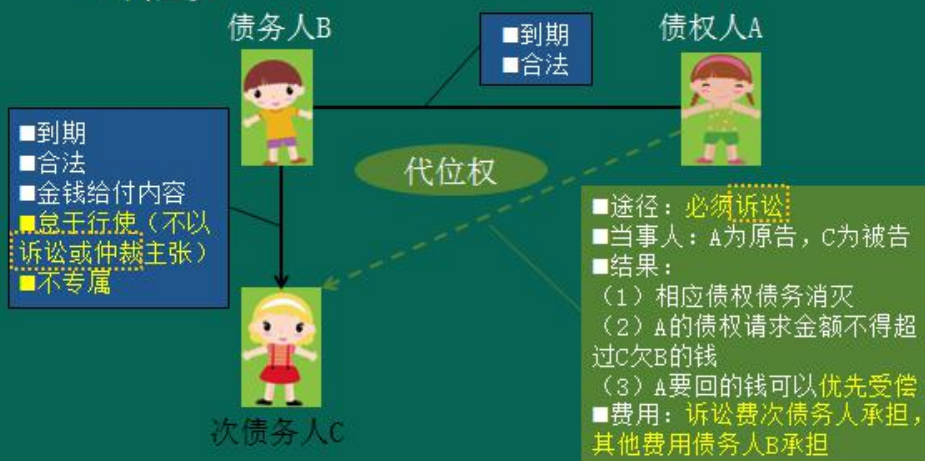 债务人B
■到期
■合法
债权人A
■到期
■合法
■金钱给付内容
■怠于行使（不以
诉讼或仲裁主张）
■不专属
代位权
■途径：必须诉讼
■当事人：A为原告，C为被告
■结果：
（1）相应债权债务消灭
（2）A的债权请求金额不得超
过C欠B的钱
（3）A要回的钱可以优先受偿
■费用：诉讼费次债务人承担，
其他费用债务人B承担
次债务人C